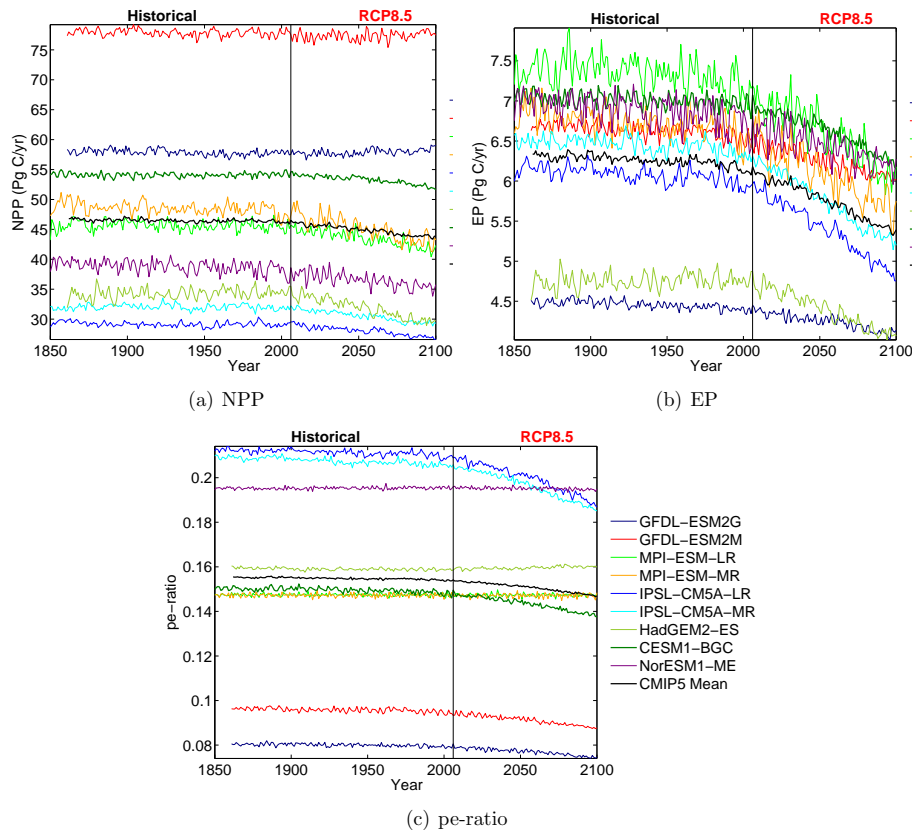 Historical RCP8.5
75
70
65
60
55
50
45
40
35
30
NPP (Pg C/yr)
1850 1900 1950 2000 2050 2100
Year
(a) NPP
Historical RCP8.5
7.5
7
6.5
6
5.5
5
4.5
EP (Pg C/yr)
1850 1900 1950 2000 2050 2100
Year
(b) EP
Historical RCP8.5
0.2
0.18
0.16
0.14
0.12
0.1
0.08
pe−ratio
1850 1900 1950 2000 2050 2100
Year
GFDL−ESM2G
GFDL−ESM2M
MPI−ESM−LR
MPI−ESM−MR
IPSL−CM5A−LR
IPSL−CM5A−MR
HadGEM2−ES
CESM1−BGC
NorESM1−ME
CMIP5 Mean
(c) pe-ratio